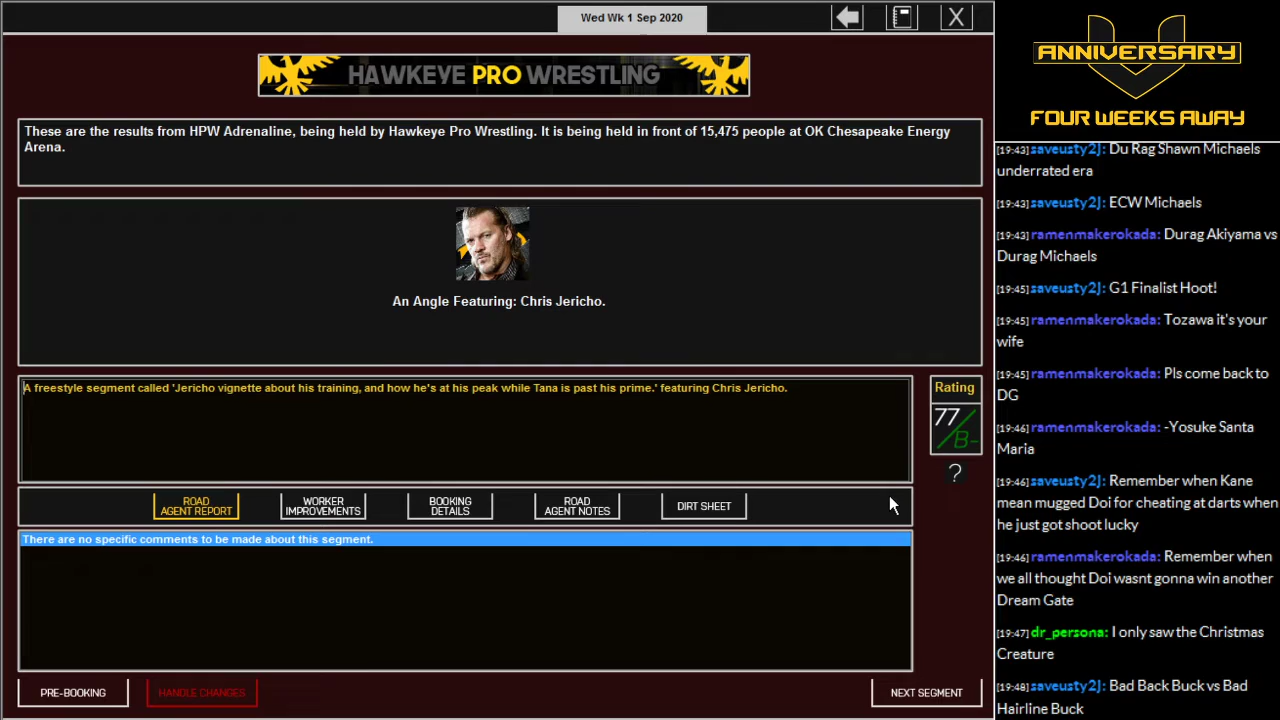 Wed Wk 1 Sep 2020
HAWKEYE PRO WRESTLING
These are the results from HPW Adrenaline, being held by Hawkeye Pro Wrestling. It is being held in front of 15,475 people at OK Chesapeake Energy
Arena.
An Angle Featuring: Chris Jericho.
A freestyle segment called 'Jericho vignette about his training, and how he's at his peak while Tana is past his prime.' featuring Chris Jericho.
Rating
77
B-
?
ROAD
AGENT REPORT
WORKER
IMPROVEMENTS
BOOKING
DETAILS
ROAD
AGENT NOTES
DIRT SHEET
There are no specific comments to be made about this segment.
PRE-BOOKING
HANDLE CHANGES
NEXT SEGMENT
ANNIVERSARY
FOUR WEEKS AWAY
[19:43] saveusty2J: Du Rag Shawn Michaels
underrated era
[19:43] saveusty2J: ECW Michaels
[19:43] ramenmakerokada: Durag Akiyama vs
Durag Michaels
[19:45] saveusty2J: G1 Finalist Hoot!
[19:45] ramenmakerokada: Tozawa it's your
wife
[19:45] ramenmakerokada: Pls come back to
DG
[19:46] ramenmakerokada: -Yosuke Santa
Maria
[19:46] saveusty2J: Remember when Kane
mean mugged Doi for cheating at darts when
he just got shoot lucky
[19:46] ramenmakerokada: Remember when
we all thought Doi wasnt gonna win another
Dream Gate
[19:47] dr_persona: I only saw the Christmas
Creature
[19:48] saveusty2J: Bad Back Buck vs Bad
Hairline Buck